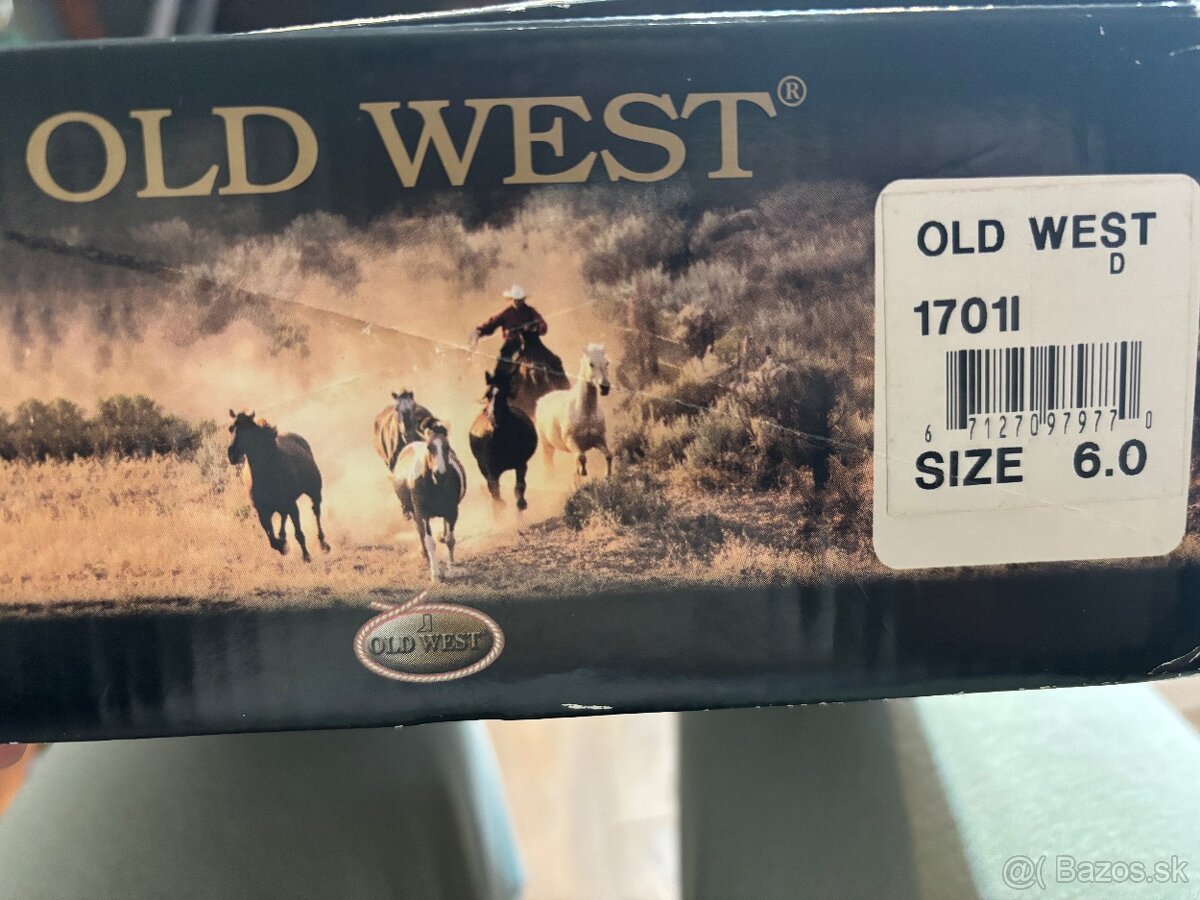 OLD WEST®
OLD WEST
D
1701I
6 71270 97977 0
SIZE 6.0
OLD WEST
@( Bazos.sk